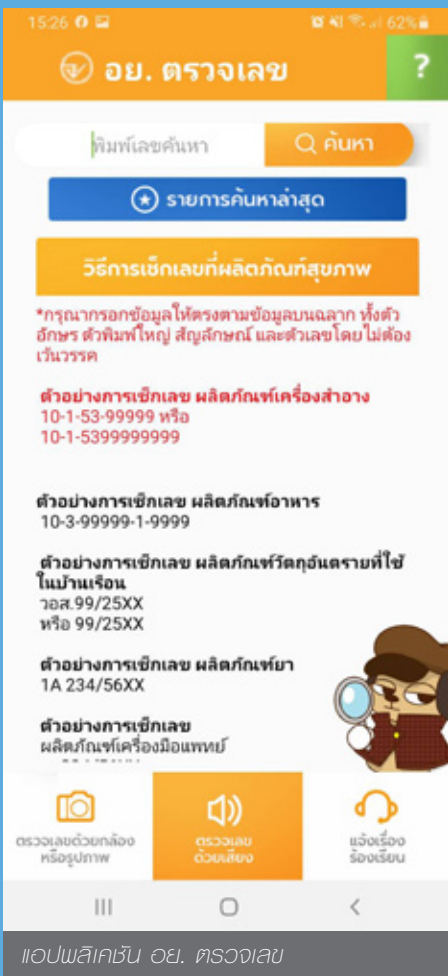 15:26
62%
อย. ตรวจเลข
?
พิมพ์เลขค้นหา
ค้นหา
รายการค้นหาล่าสุด
วิธีการเช็กเลขที่ผลิตภัณฑ์สุขภาพ
*กรุณากรอกข้อมูลให้ตรงตามข้อมูลบนฉลาก ทั้งตัว
อักษร ตัวพิมพ์ใหญ่ สัญลักษณ์ และตัวเลขโดยไม่ต้อง
เว้นวรรค
ตัวอย่างการเช็กเลข ผลิตภัณฑ์เครื่องสำอาง
10-1-53-99999 หรือ
10-1-5399999999
ตัวอย่างการเช็กเลข ผลิตภัณฑ์อาหาร
10-3-99999-1-9999
ตัวอย่างการเช็กเลข ผลิตภัณฑ์วัตถุอันตรายที่ใช้
ในบ้านเรือน
วอส.99/25XX
หรือ 99/25XX
ตัวอย่างการเช็กเลข ผลิตภัณฑ์ยา
1A 234/56XX
ตัวอย่างการเช็กเลข
ผลิตภัณฑ์เครื่องมือแพทย์
ตรวจเลขด้วยกล้อง
หรือรูปภาพ
ตรวจเลข
ด้วยเสียง
แจ้งเรื่อง
ร้องเรียน
แอปพลิเคชัน อย. ตรวจเลข